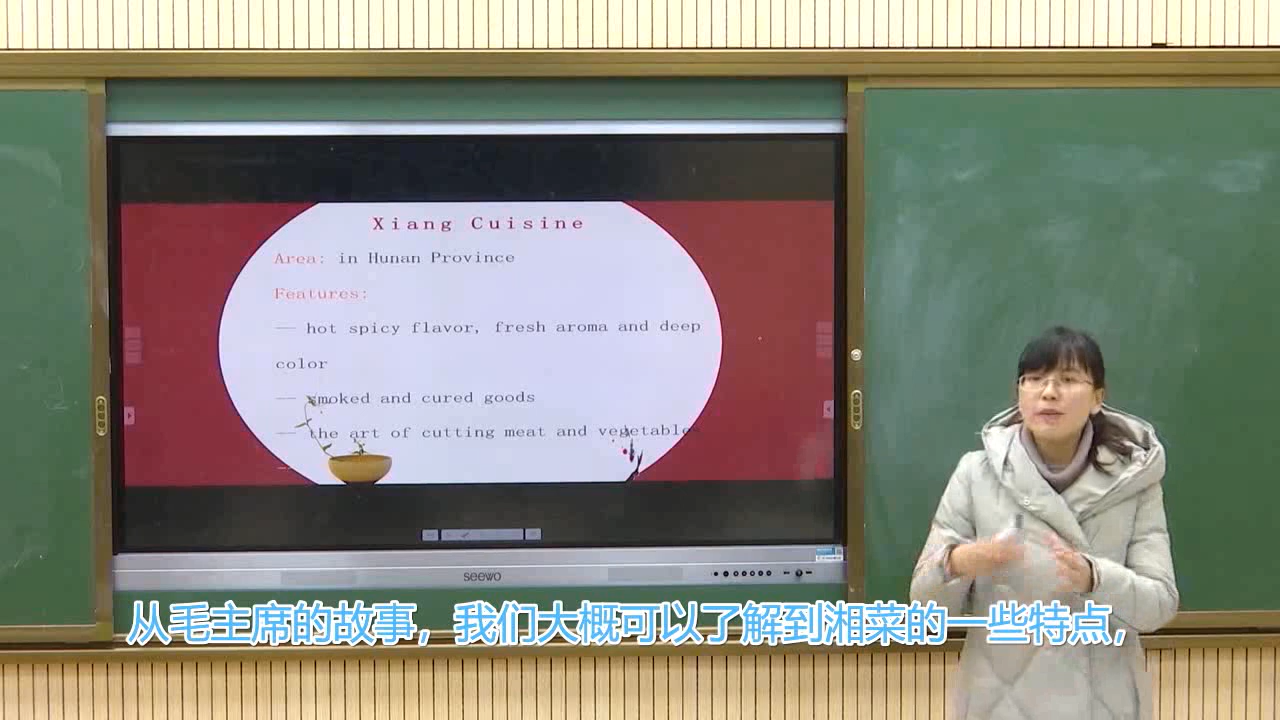 Xiang Cuisine
Area: in Hunan Province
Features:
— hot spicy flavor, fresh aroma and deep
color
— smoked and cured goods
— the art of cutting meat and vegetables
seewo
从毛主席的故事，我们大概可以了解到湘菜的一些特点，